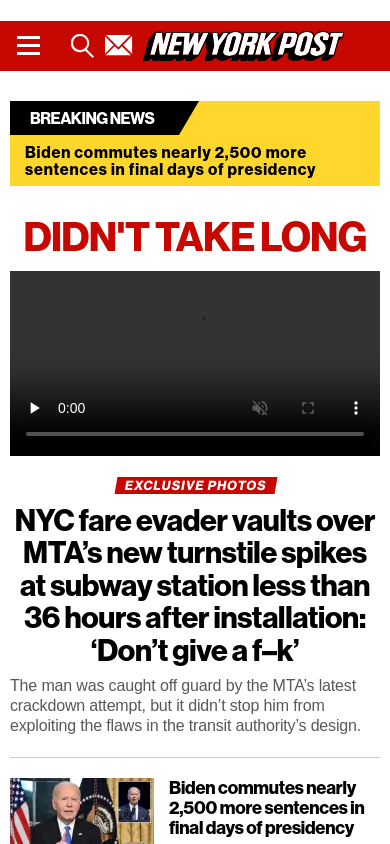 NEW YORK POST
BREAKING NEWS
Biden commutes nearly 2,500 more
sentences in final days of presidency
DIDN'T TAKE LONG
0:00
EXCLUSIVE PHOTOS
NYC fare evader vaults over
MTA’s new turnstile spikes
at subway station less than
36 hours after installation:
‘Don’t give a f–k’
The man was caught off guard by the MTA’s latest
crackdown attempt, but it didn’t stop him from
exploiting the flaws in the transit authority’s design.
Biden commutes nearly
2,500 more sentences in
final days of presidency